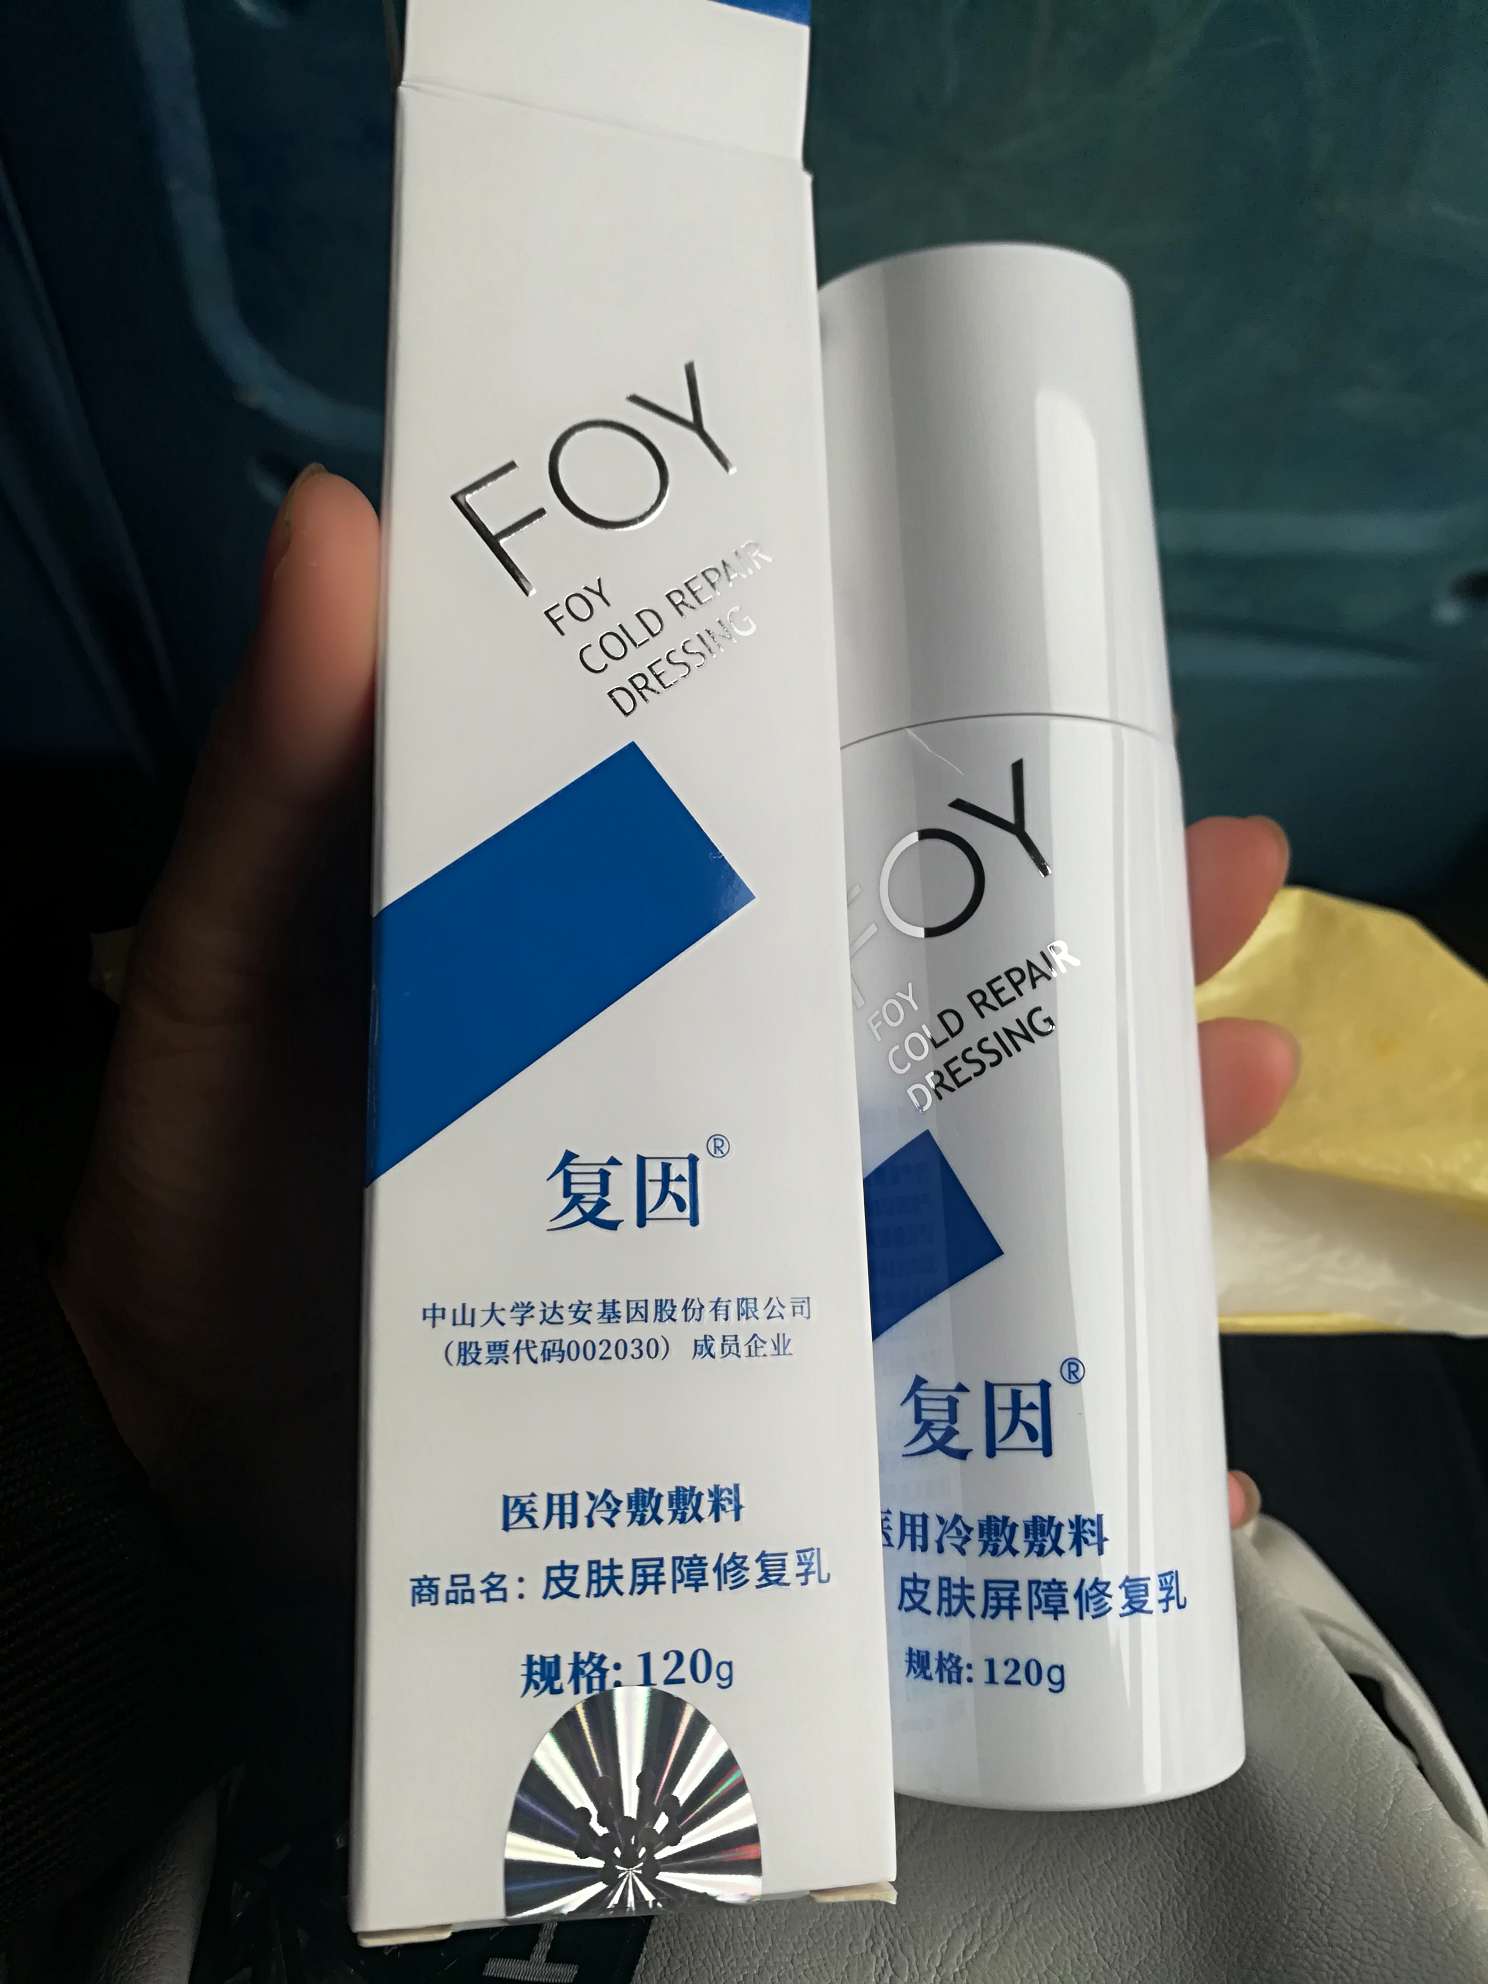 FOY
FOY
COLD REPAIR
DRESSING
复因®
中山大学达安基因股份有限公司
（股票代码002030）成员企业
医用冷敷敷料
商品名：皮肤屏障修复乳
规格：120g
FOY
FOY
COLD REPAIR
DRESSING
复因®
医用冷敷敷料
皮肤屏障修复乳
规格：120g